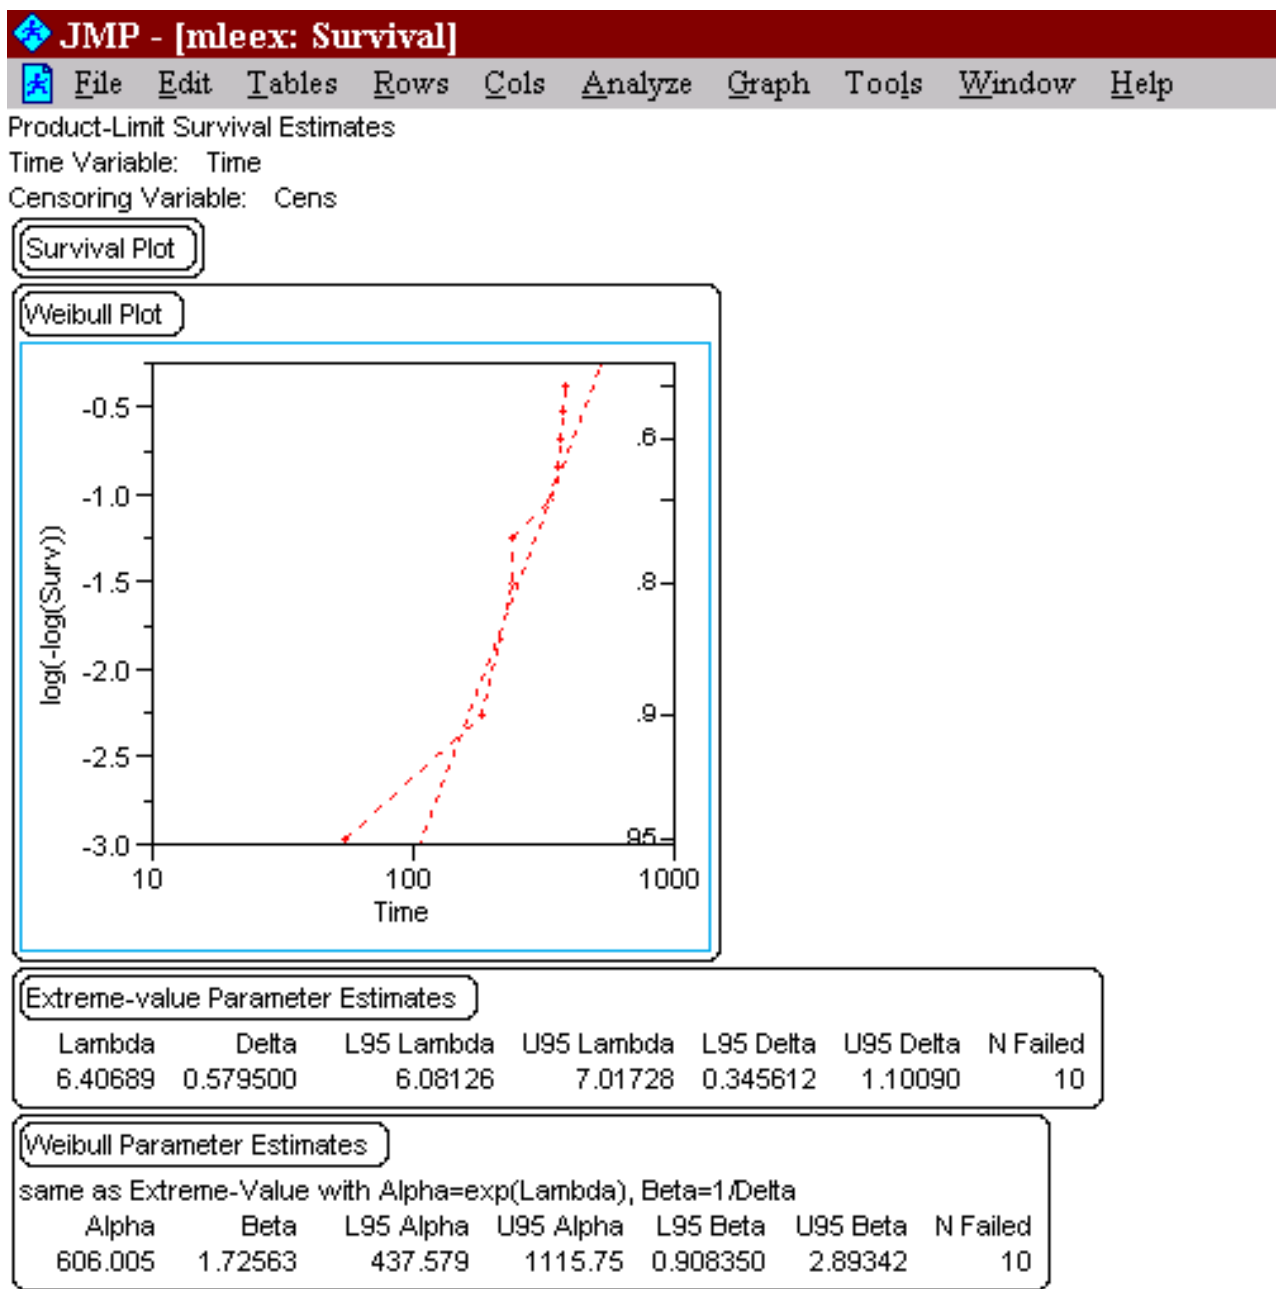 JMP - [mleex: Survival]
File Edit Tables Rows Cols Analyze Graph Tools Window Help
Product-Limit Survival Estimates
Time Variable: Time
Censoring Variable: Cens
Survival Plot
Weibull Plot
-0.5
-1.0
-1.5
-2.0
-2.5
-3.0
log(-log(Surv))
.6
.8
.9
.95
10 100 1000
Time
Extreme-value Parameter Estimates
Lambda Delta L95 Lambda U95 Lambda L95 Delta U95 Delta N Failed
6.40689 0.579500 6.08126 7.01728 0.345612 1.10090 10
Weibull Parameter Estimates
same as Extreme-Value with Alpha=exp(Lambda), Beta=1/Delta
Alpha Beta L95 Alpha U95 Alpha L95 Beta U95 Beta N Failed
606.005 1.72563 437.579 1115.75 0.908350 2.89342 10